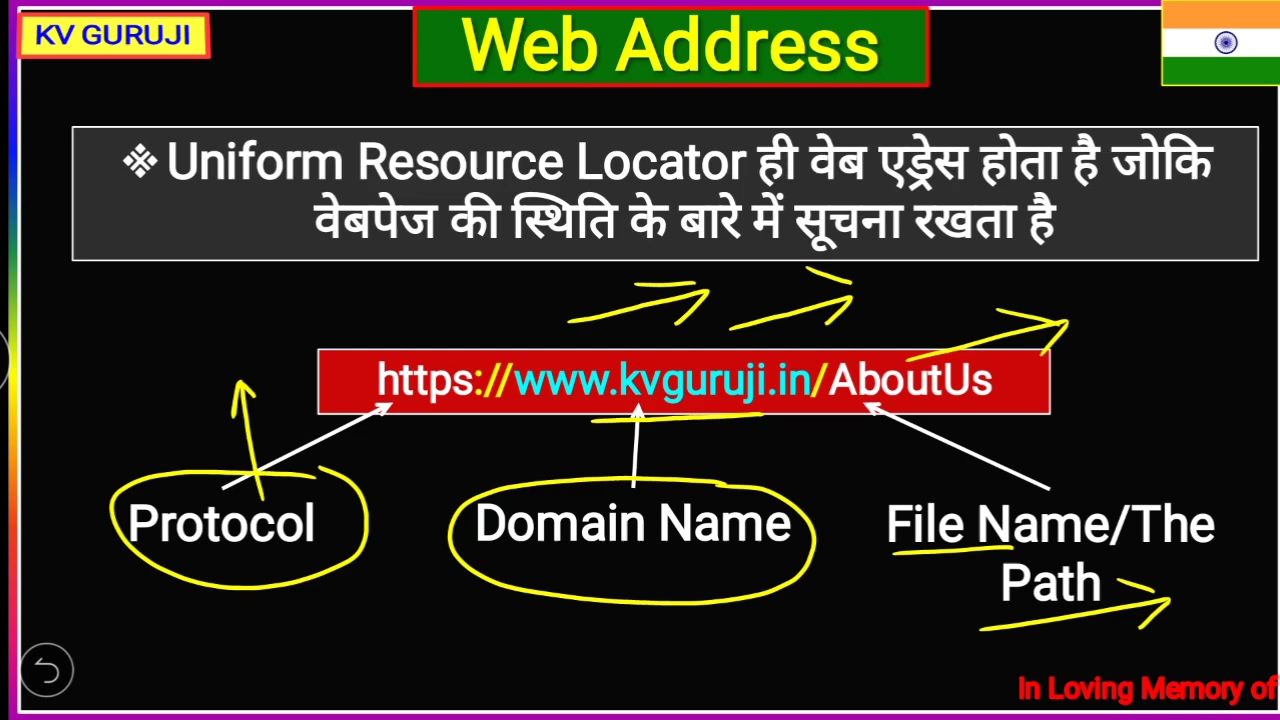 KV GURUJI
Web Address
❖ Uniform Resource Locator ही वेब एड्रेस होता है जोकि
वेबपेज की स्थिति के बारे में सूचना रखता है
https://www.kvguruji.in/AboutUs
Protocol
Domain Name
File Name/The
Path
In Loving Memory of